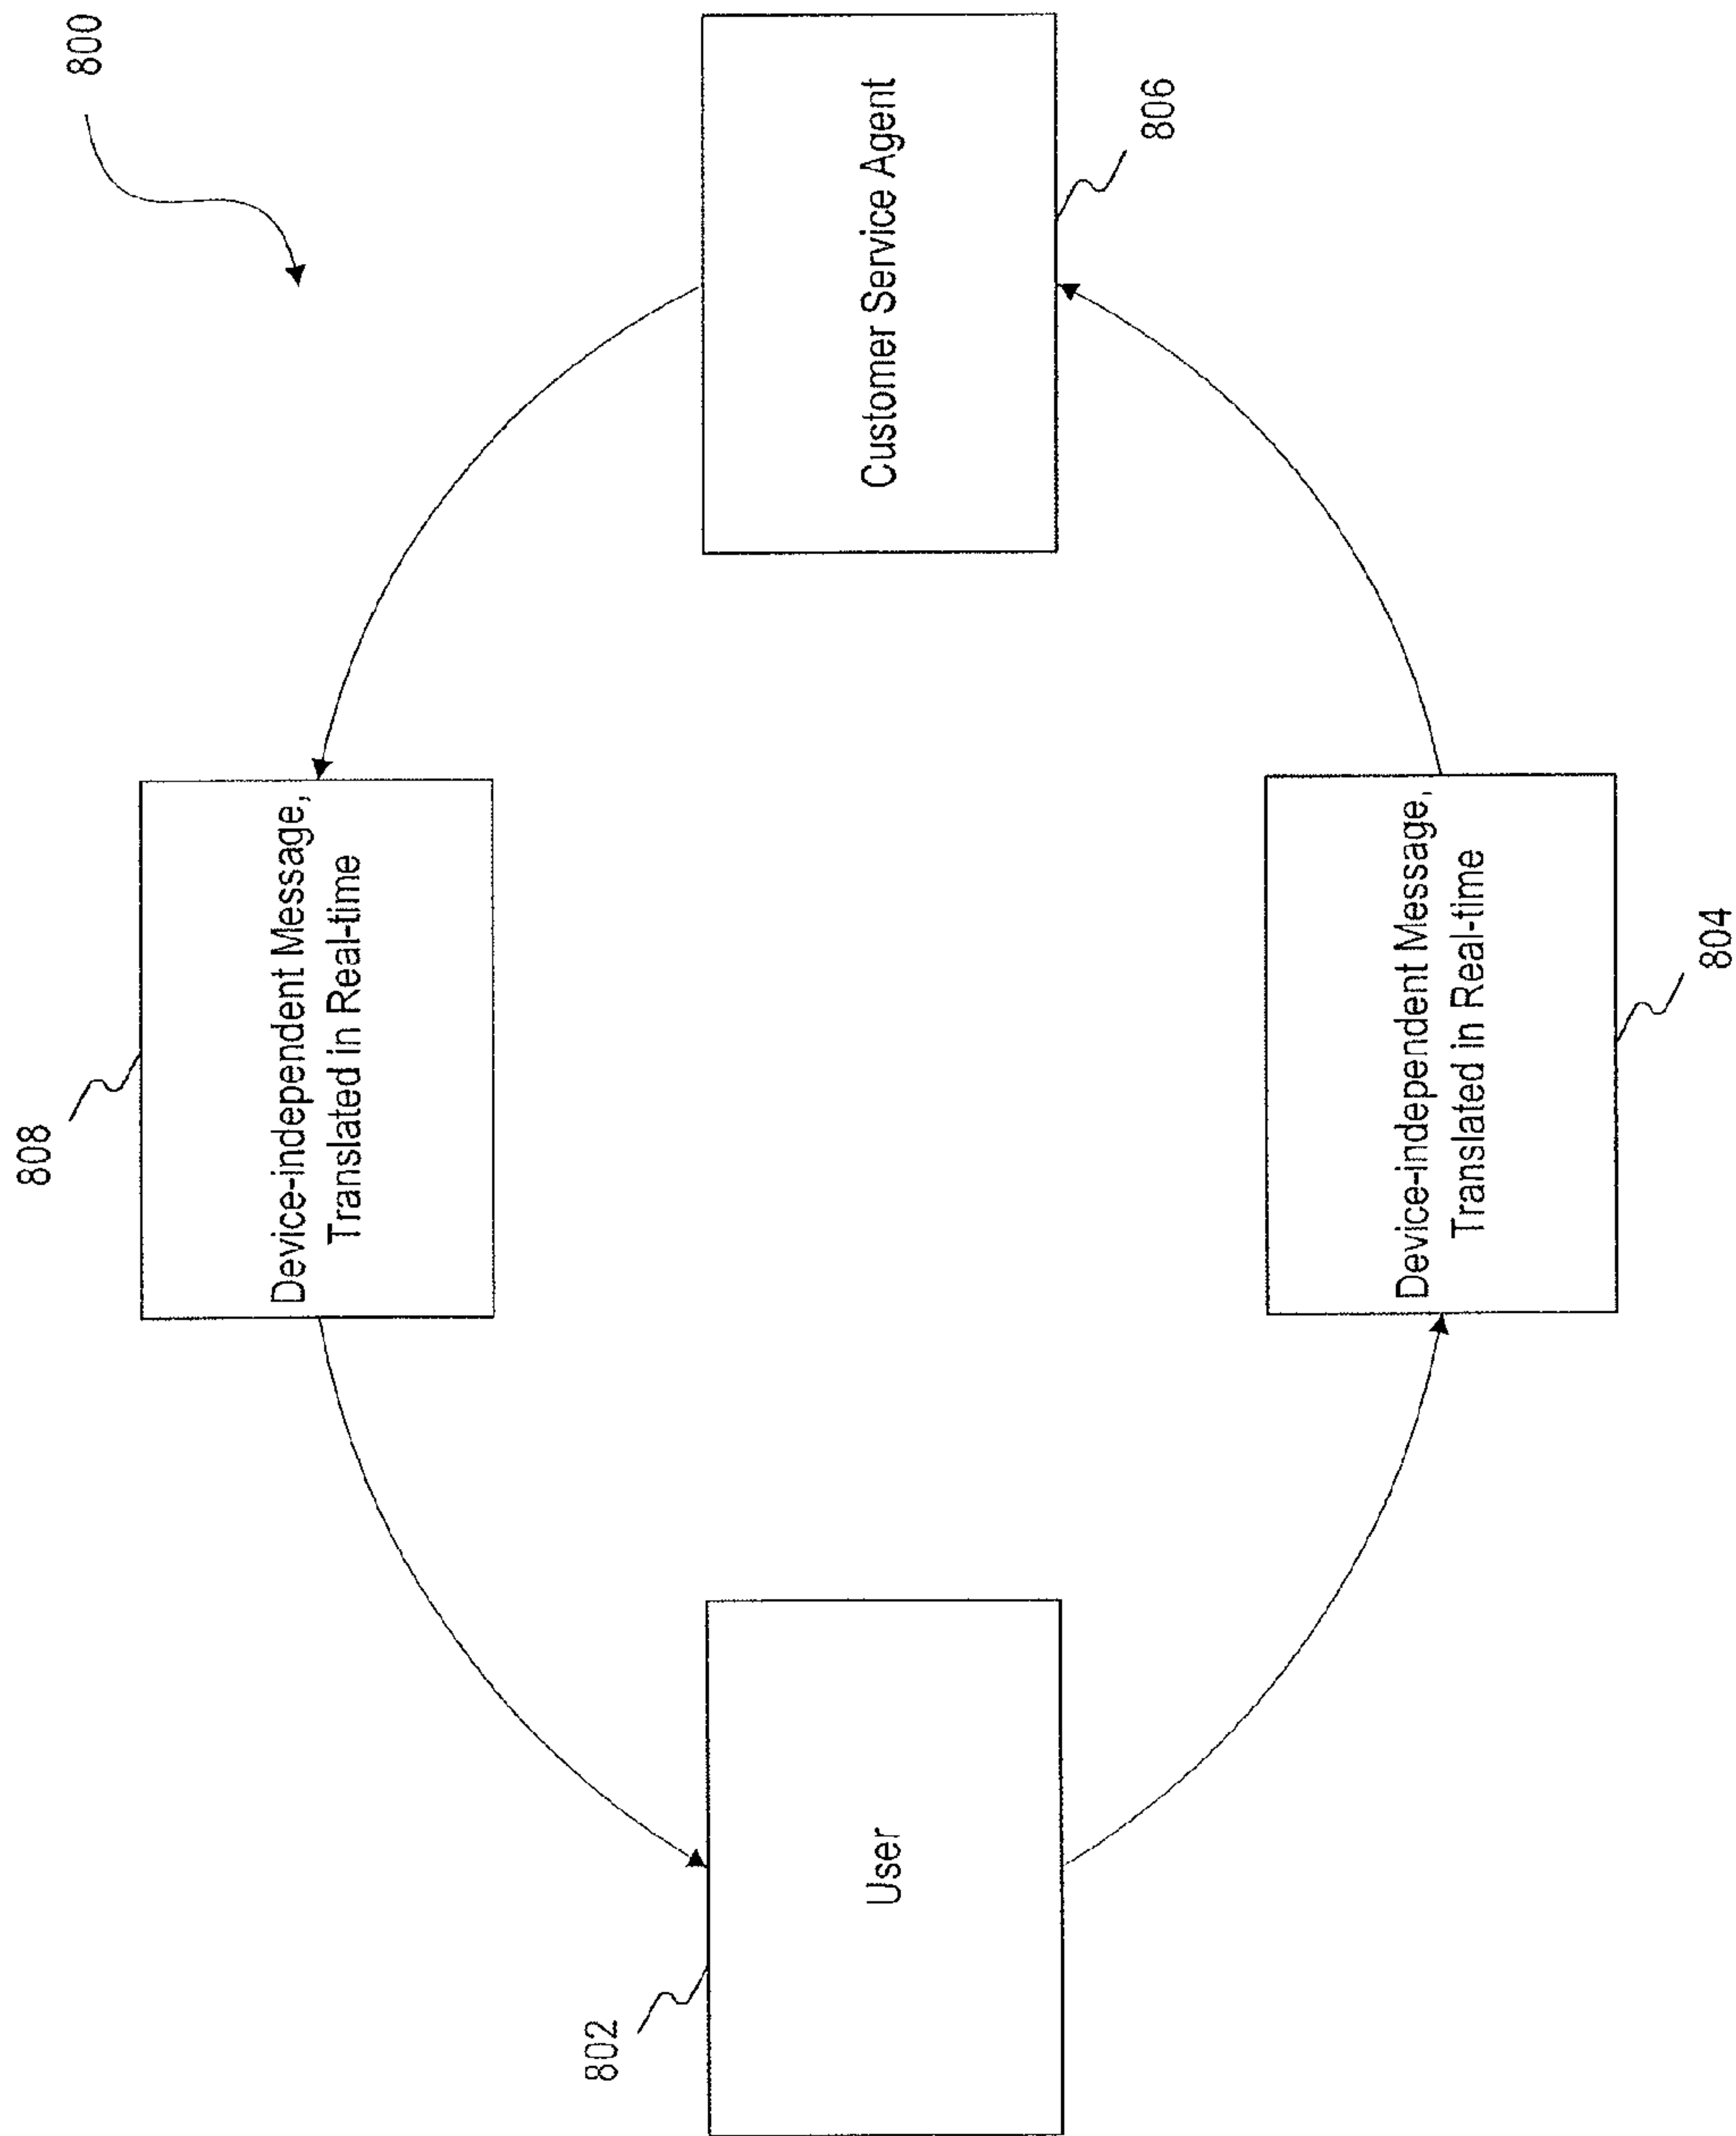 800
808
Device-independent Message,
Translated in Real-time
802
User
Customer Service Agent
806
Device-independent Message,
Translated in Real-time
804